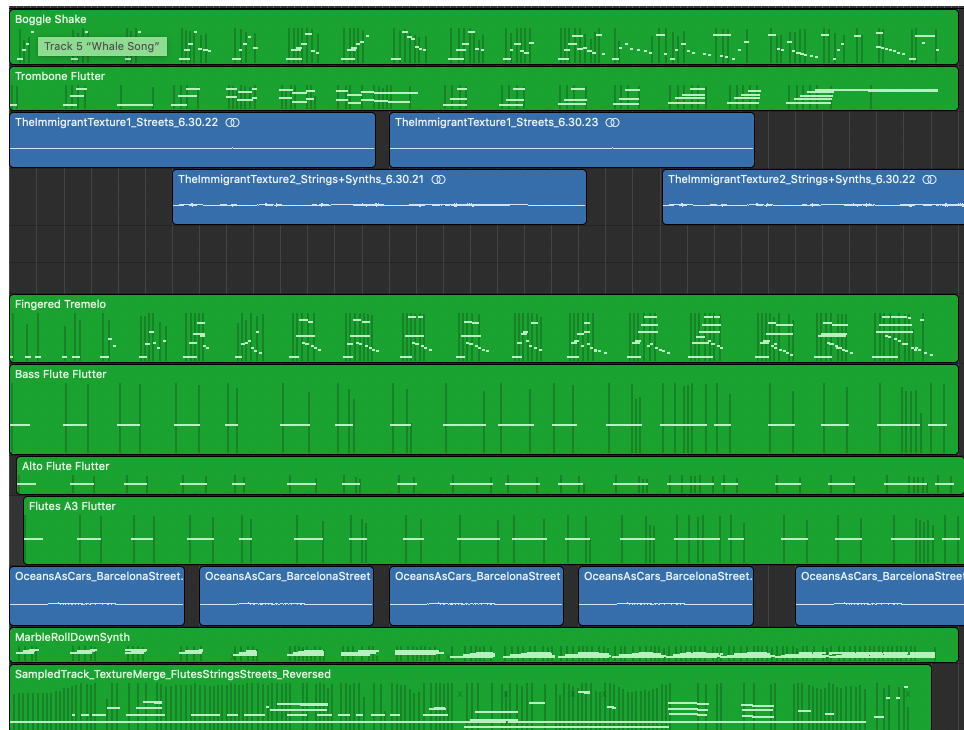 Boggle Shake
Track 5 “Whale Song”
Trombone Flutter
TheImmigrantTexture1_Streets_6.30.22
TheImmigrantTexture1_Streets_6.30.23
TheImmigrantTexture2_Strings+Synths_6.30.21
TheImmigrantTexture2_Strings+Synths_6.30.22
Fingered Tremelo
Bass Flute Flutter
Alto Flute Flutter
Flutes A3 Flutter
OceansAsCars_BarcelonaStreet.
OceansAsCars_BarcelonaStreet
OceansAsCars_BarcelonaStreet
OceansAsCars_BarcelonaStreet.
OceansAsCars_BarcelonaStreet
MarbleRollDownSynth
SampledTrack_TextureMerge_FlutesStringsStreets_Reversed